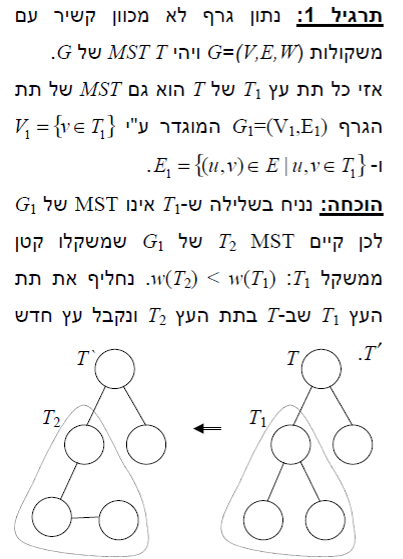 תרגיל 1: נתון גרף לא מכוון קשיר עם
משקולות G=(V,E,W) ויהי MST T של G.
אזי כל תת עץ T₁ של T הוא גם MST של תת
הגרף G₁=(V₁,E₁) המוגדר ע"י V₁ = {v ∈ T₁}
ו- E₁ = {(u,v) ∈ E | u,v ∈ T₁}.
הוכחה: נניח בשלילה ש-T₁ אינו MST של G₁
לכן קיים MST T₂ של G₁ שמשקלו קטן
ממשקל T₁: w(T₂) < w(T₁). נחליף את תת
העץ T₁ שב-T בתת העץ T₂ ונקבל עץ חדש
T′.
T
T₁
T`
T₂